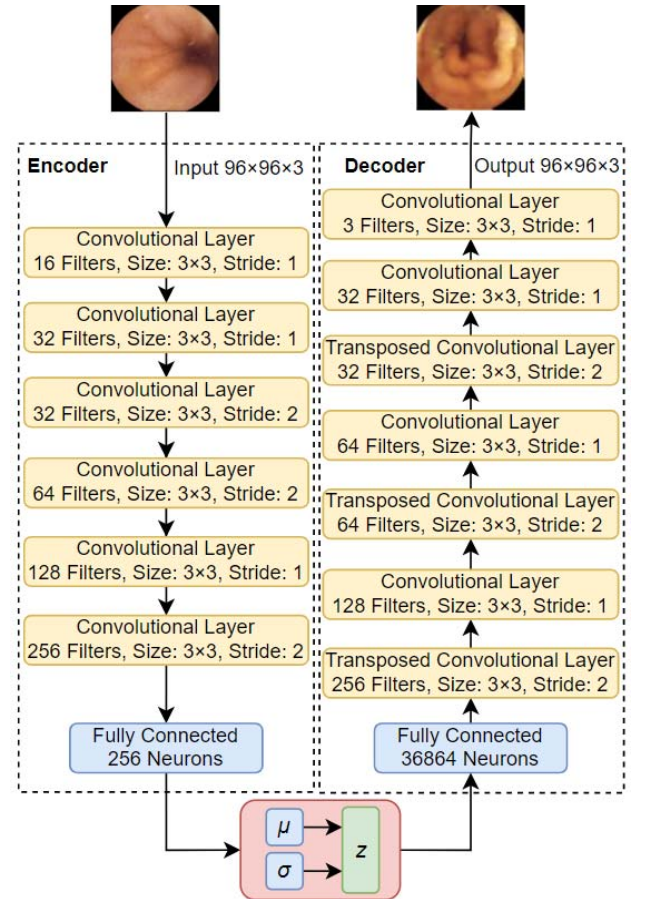 Encoder
Input 96×96×3
Convolutional Layer
16 Filters, Size: 3×3, Stride: 1
Convolutional Layer
32 Filters, Size: 3×3, Stride: 1
Convolutional Layer
32 Filters, Size: 3×3, Stride: 2
Convolutional Layer
64 Filters, Size: 3×3, Stride: 2
Convolutional Layer
128 Filters, Size: 3×3, Stride: 1
Convolutional Layer
256 Filters, Size: 3×3, Stride: 2
Fully Connected
256 Neurons
μ
σ
z
Decoder
Output 96×96×3
Convolutional Layer
3 Filters, Size: 3×3, Stride: 1
Convolutional Layer
32 Filters, Size: 3×3, Stride: 1
Transposed Convolutional Layer
32 Filters, Size: 3×3, Stride: 2
Convolutional Layer
64 Filters, Size: 3×3, Stride: 1
Transposed Convolutional Layer
64 Filters, Size: 3×3, Stride: 2
Convolutional Layer
128 Filters, Size: 3×3, Stride: 1
Transposed Convolutional Layer
256 Filters, Size: 3×3, Stride: 2
Fully Connected
36864 Neurons